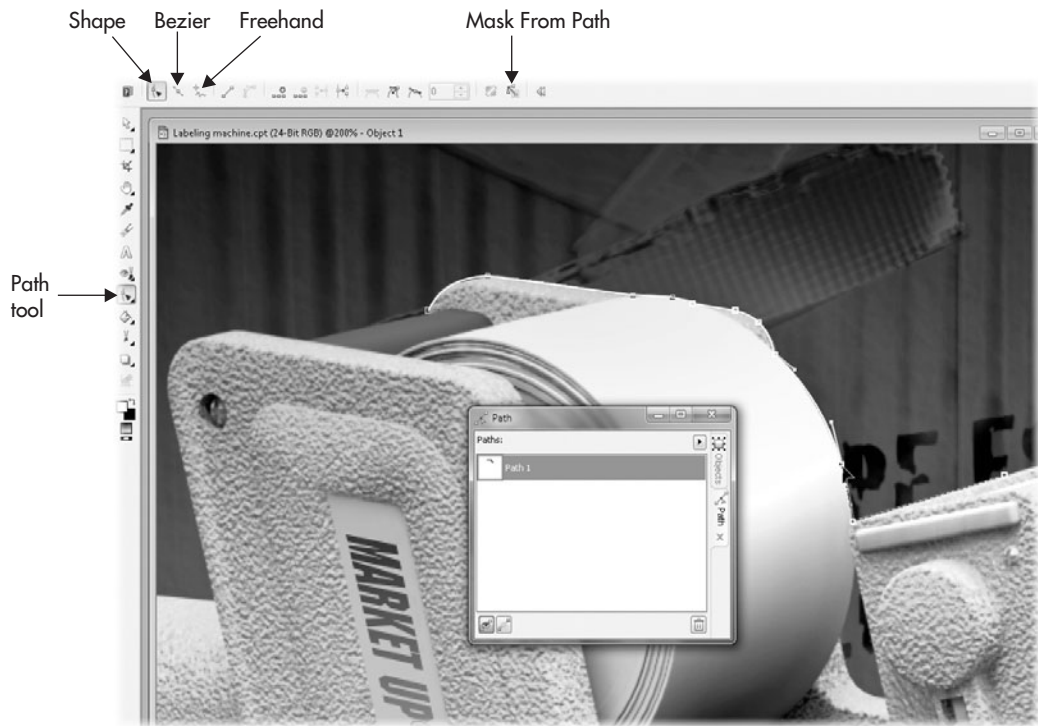 Shape Bezier Freehand Mask From Path
0
Labeling machine.cpt (24-Bit RGB) @200% - Object 1
A
Path
tool
Path
Paths:
Path 1
Objects
Path
MARKET UP